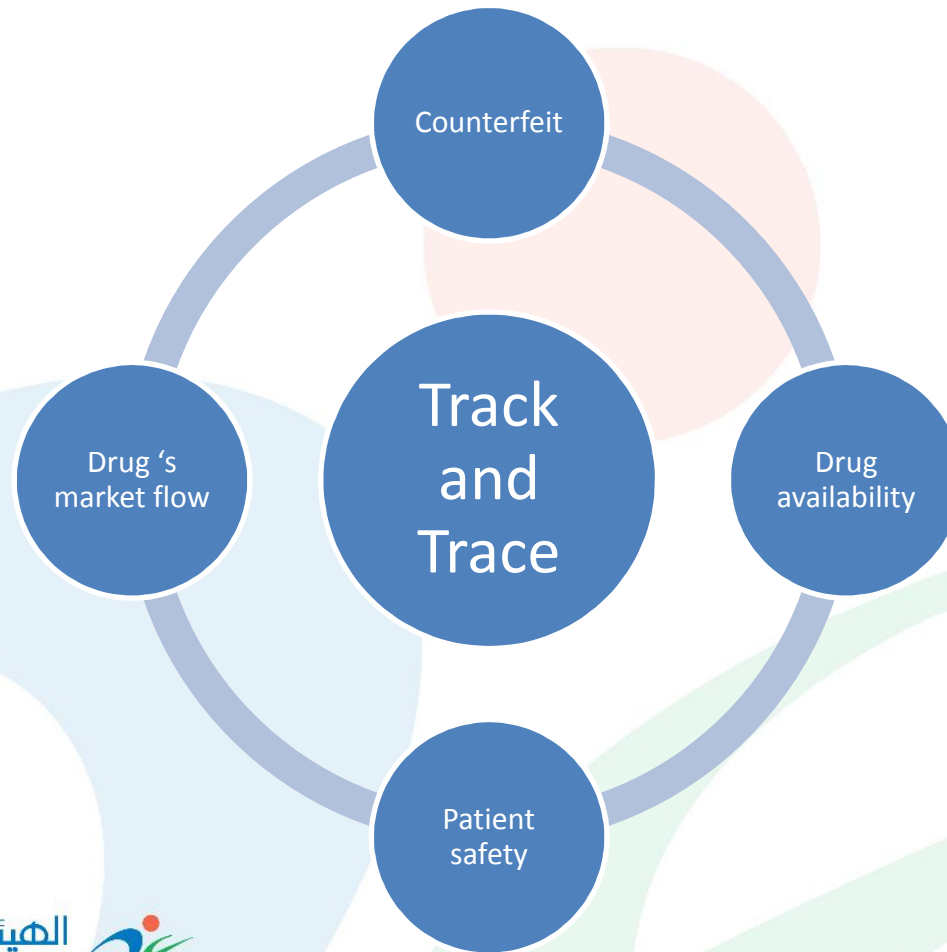 Counterfeit
Track
and
Trace
Drug ‘s
market flow
Drug
availability
Patient
safety